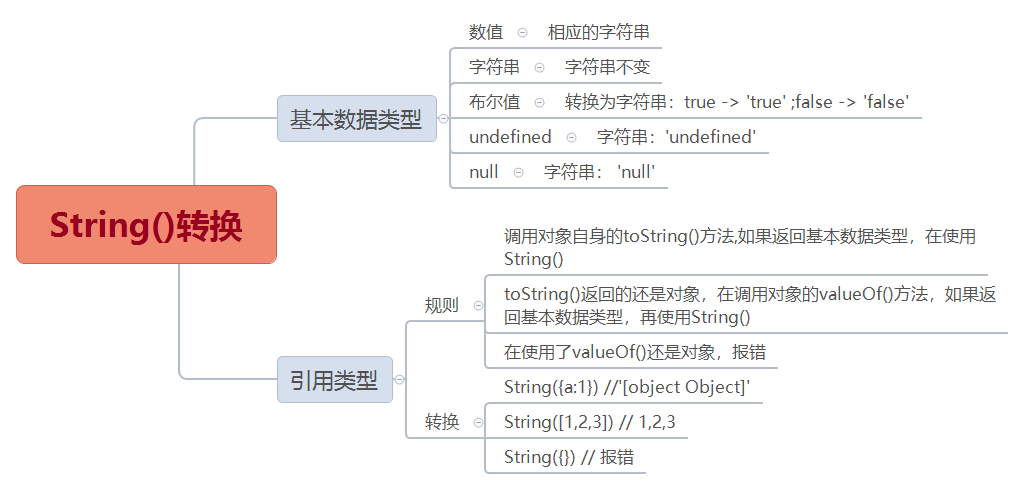 String()转换
基本数据类型
数值
相应的字符串
字符串
字符串不变
布尔值
转换为字符串：true -> 'true' ;false -> 'false'
undefined
字符串：'undefined'
null
字符串： 'null'
引用类型
规则
调用对象自身的toString()方法,如果返回基本数据类型，在使用
String()
toString()返回的还是对象，在调用对象的valueOf()方法，如果返
回基本数据类型，再使用String()
在使用了valueOf()还是对象，报错
转换
String({a:1}) //'[object Object]'
String([1,2,3]) // 1,2,3
String({}) // 报错